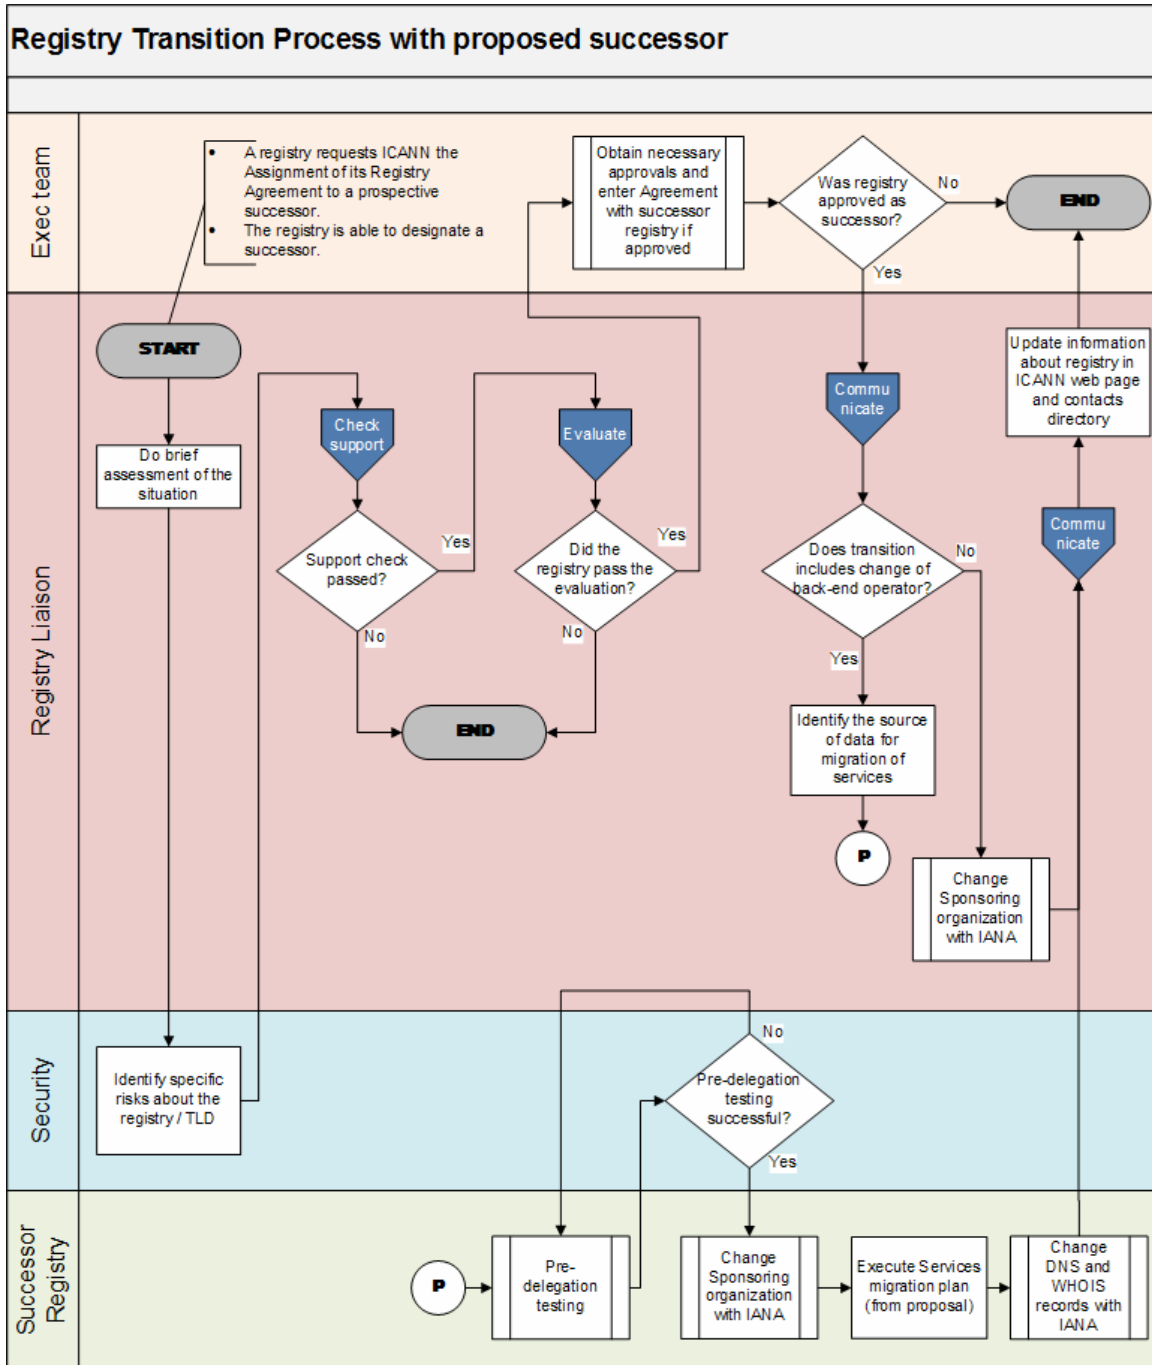 Registry Transition Process with proposed successor
Exec team
• A registry requests ICANN the
Assignment of its Registry
Agreement to a prospective
successor.
• The registry is able to designate a
successor.
Obtain necessary
approvals and
enter Agreement
with successor
registry if
approved
Was registry
approved as
successor?
No
END
Yes
Registry Liaison
START
Do brief
assessment of the
situation
Check
support
Support check
passed?
Yes
No
Evaluate
Did the
registry pass the
evaluation?
Yes
No
END
Commu
nicate
Does transition
includes change of
back-end operator?
No
Yes
Identify the source
of data for
migration of
services
P
Change
Sponsoring
organization
with IANA
Update information
about registry in
ICANN web page
and contacts
directory
Commu
nicate
Security
Identify specific
risks about the
registry / TLD
No
Pre-delegation
testing
successful?
Yes
Successor
Registry
P
Pre-
delegation
testing
Change
Sponsoring
organization
with IANA
Execute Services
migration plan
(from proposal)
Change
DNS and
WHOIS
records with
IANA